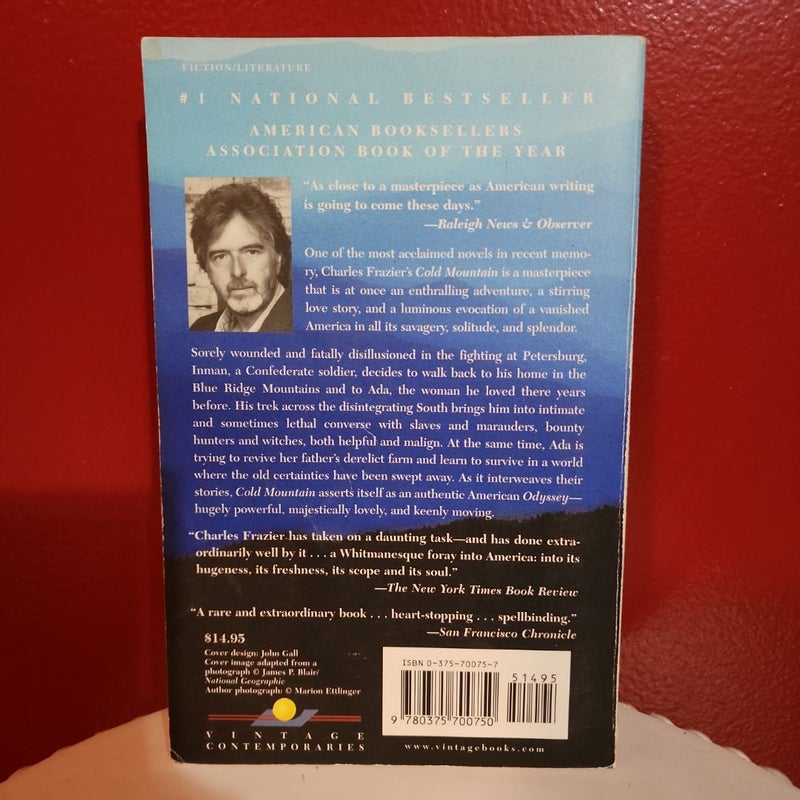 FICTION/LITERATURE
#1 NATIONAL BESTSELLER
AMERICAN BOOKSELLERS
ASSOCIATION BOOK OF THE YEAR
“As close to a masterpiece as American writing
is going to come these days.”
—Raleigh News & Observer
One of the most acclaimed novels in recent memo-
ry, Charles Frazier's Cold Mountain is a masterpiece
that is at once an enthralling adventure, a stirring
love story, and a luminous evocation of a vanished
America in all its savagery, solitude, and splendor.
Sorely wounded and fatally disillusioned in the fighting at Petersburg,
Inman, a Confederate soldier, decides to walk back to his home in the
Blue Ridge Mountains and to Ada, the woman he loved there years
before. His trek across the disintegrating South brings him into intimate
and sometimes lethal converse with slaves and marauders, bounty
hunters and witches, both helpful and malign. At the same time, Ada is
trying to revive her father's derelict farm and learn to survive in a world
where the old certainties have been swept away. As it interweaves their
stories, Cold Mountain asserts itself as an authentic American Odyssey—
hugely powerful, majestically lovely, and keenly moving.
“Charles Frazier has taken on a daunting task—and has done extra-
ordinarily well by it . . . a Whitmanesque foray into America: into its
hugeness, its freshness, its scope and its soul.”
—The New York Times Book Review
“A rare and extraordinary book . . . heart-stopping . . . spellbinding.”
—San Francisco Chronicle
$14.95
Cover design: John Gall
Cover image adapted from a
photograph © James P. Blair/
National Geographic
Author photograph: © Marion Ettlinger
VINTAGE
CONTEMPORARIES
ISBN 0-375-70075-7
51495
9 780375 700750
www.vintagebooks.com